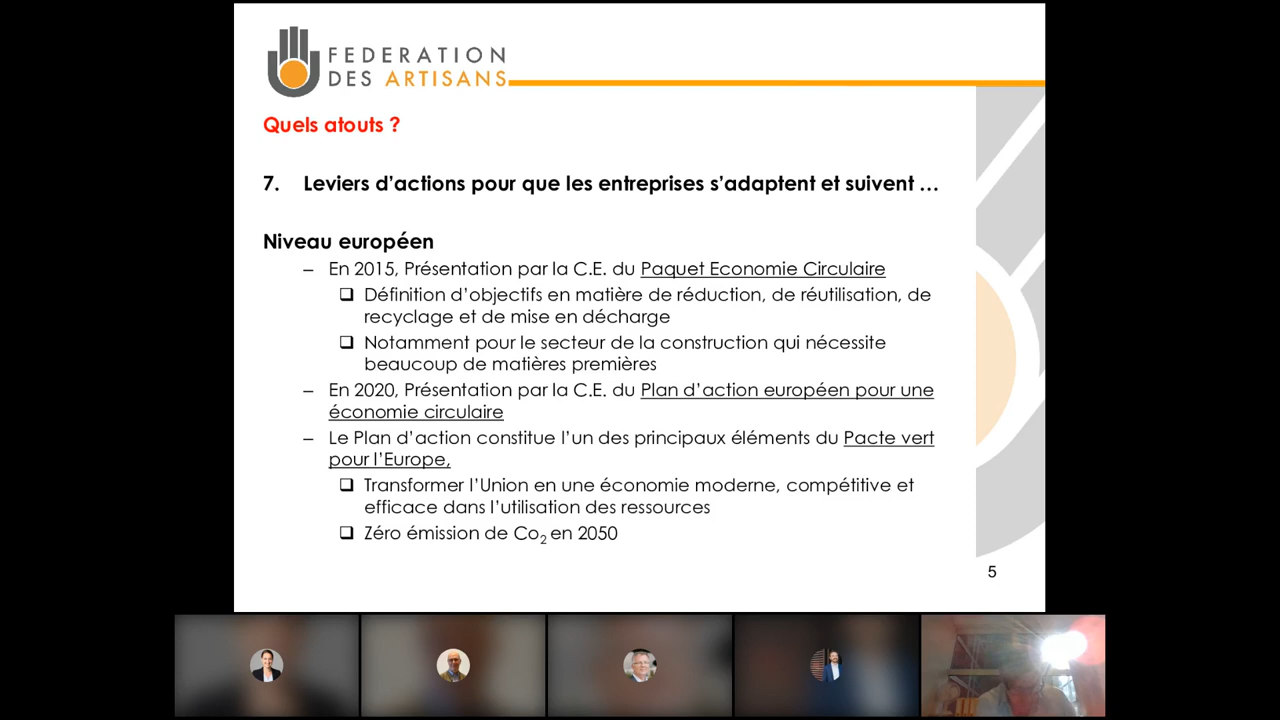 FEDERATION
DES ARTISANS
Quels atouts ?
7. Leviers d’actions pour que les entreprises s’adaptent et suivent …
Niveau européen
– En 2015, Présentation par la C.E. du Paquet Economie Circulaire
❑ Définition d’objectifs en matière de réduction, de réutilisation, de
recyclage et de mise en décharge
❑ Notamment pour le secteur de la construction qui nécessite
beaucoup de matières premières
– En 2020, Présentation par la C.E. du Plan d’action européen pour une
économie circulaire
– Le Plan d’action constitue l’un des principaux éléments du Pacte vert
pour l’Europe,
❑ Transformer l’Union en une économie moderne, compétitive et
efficace dans l’utilisation des ressources
❑ Zéro émission de Co₂ en 2050
5